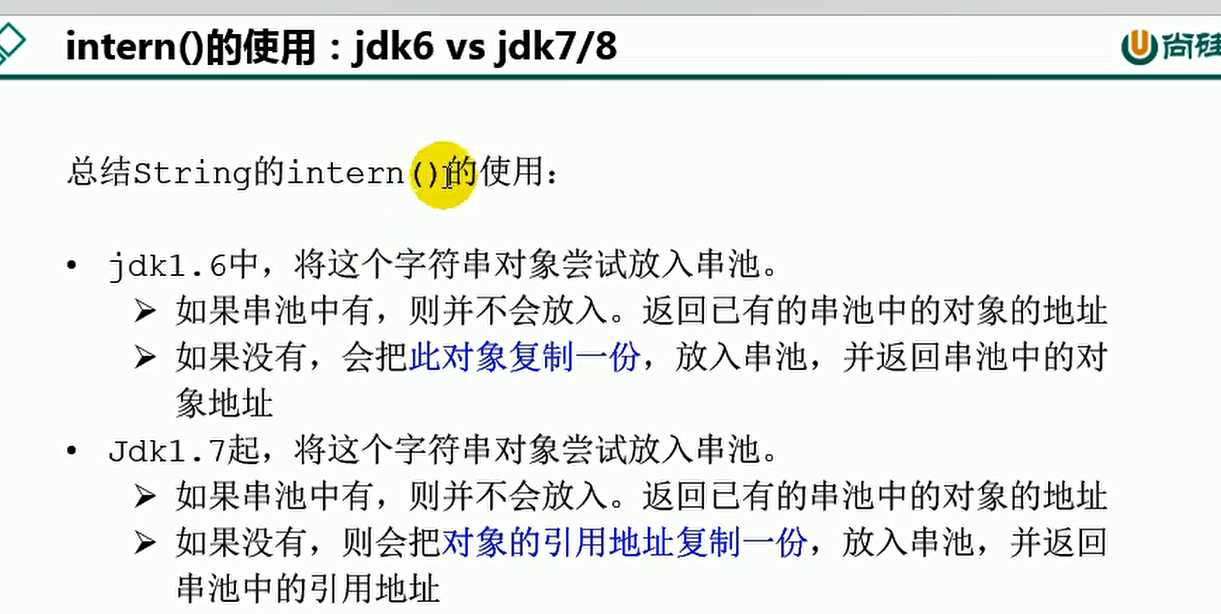 intern()的使用：jdk6 vs jdk7/8
尚硅
总结String的intern()的使用：
• jdk1.6中，将这个字符串对象尝试放入串池。
➢ 如果串池中有，则并不会放入。返回已有的串池中的对象的地址
➢ 如果没有，会把此对象复制一份，放入串池，并返回串池中的对
象地址
• Jdk1.7起，将这个字符串对象尝试放入串池。
➢ 如果串池中有，则并不会放入。返回已有的串池中的对象的地址
➢ 如果没有，则会把对象的引用地址复制一份，放入串池，并返回
串池中的引用地址